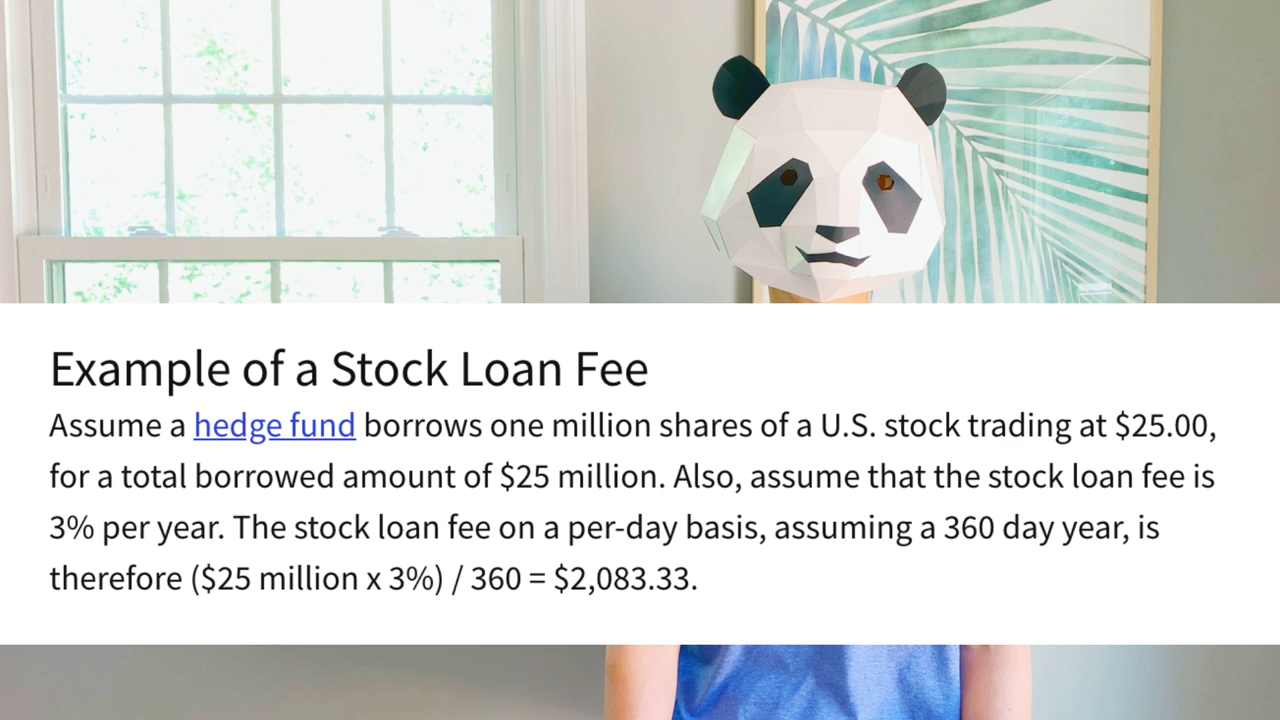 Example of a Stock Loan Fee
Assume a hedge fund borrows one million shares of a U.S. stock trading at $25.00,
for a total borrowed amount of $25 million. Also, assume that the stock loan fee is
3% per year. The stock loan fee on a per-day basis, assuming a 360 day year, is
therefore ($25 million x 3%) / 360 = $2,083.33.